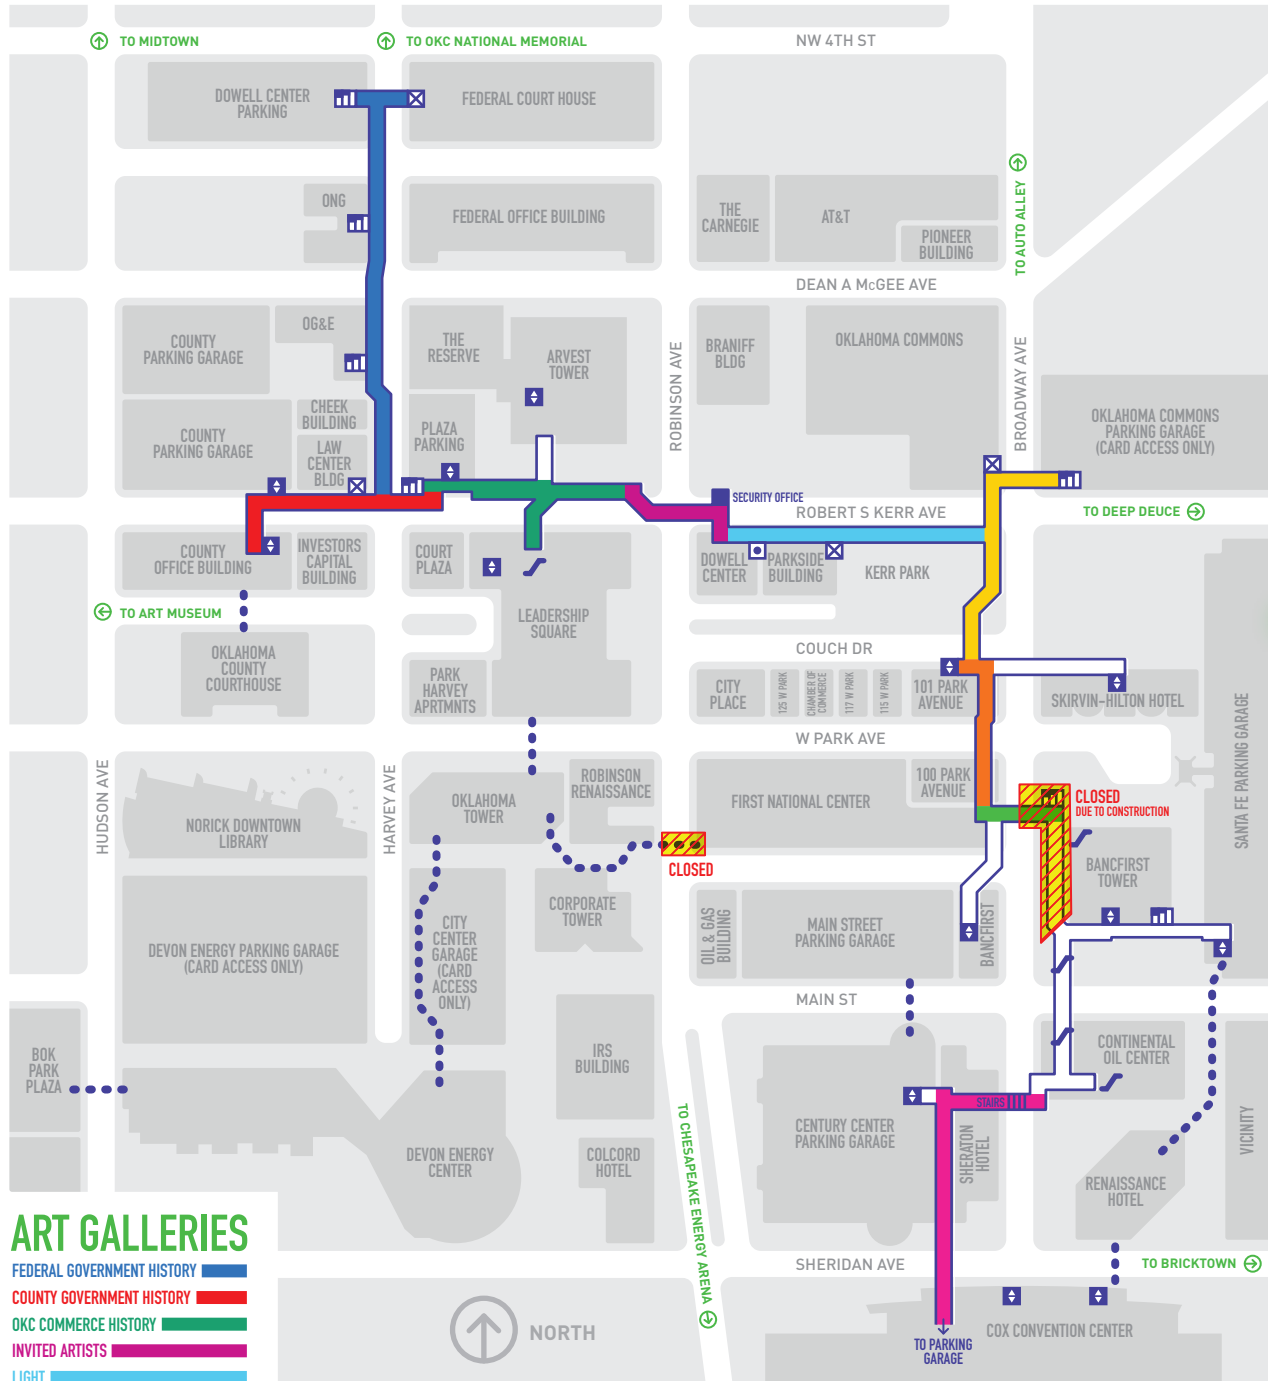 TO MIDTOWN
TO OKC NATIONAL MEMORIAL
NW 4TH ST
DOWELL CENTER
PARKING
FEDERAL COURT HOUSE
ONG
FEDERAL OFFICE BUILDING
THE
CARNEGIE
AT&T
PIONEER
BUILDING
TO AUTO ALLEY
DEAN A McGEE AVE
COUNTY
PARKING GARAGE
OG&E
THE
RESERVE
ARVEST
TOWER
ROBINSON AVE
BRANIFF
BLDG
OKLAHOMA COMMONS
BROADWAY AVE
OKLAHOMA COMMONS
PARKING GARAGE
(CARD ACCESS ONLY)
COUNTY
PARKING GARAGE
CHEEK
BUILDING
LAW
CENTER
BLDG
PLAZA
PARKING
SECURITY OFFICE
ROBERT S KERR AVE
TO DEEP DEUCE
COUNTY
OFFICE BUILDING
INVESTORS
CAPITAL
BUILDING
COURT
PLAZA
LEADERSHIP
SQUARE
DOWELL
CENTER
PARKSIDE
BUILDING
KERR PARK
TO ART MUSEUM
OKLAHOMA
COUNTY
COURTHOUSE
PARK
HARVEY
APRTMNTS
COUCH DR
CITY
PLACE
125 W PARK
CHAMBER OF
COMMERCE
117 W PARK
115 W PARK
101 PARK
AVENUE
SKIRVIN-HILTON HOTEL
SANTA FE PARKING GARAGE
W PARK AVE
HUDSON AVE
NORICK DOWNTOWN
LIBRARY
HARVEY AVE
OKLAHOMA
TOWER
ROBINSON
RENAISSANCE
FIRST NATIONAL CENTER
100 PARK
AVENUE
CLOSED
DUE TO CONSTRUCTION
CLOSED
BANCFIRST
TOWER
DEVON ENERGY PARKING GARAGE
(CARD ACCESS ONLY)
CITY
CENTER
GARAGE
(CARD
ACCESS
ONLY)
CORPORATE
TOWER
OIL & GAS
BUILDING
MAIN STREET
PARKING GARAGE
BANCFIRST
MAIN ST
BOK
PARK
PLAZA
IRS
BUILDING
CONTINENTAL
OIL CENTER
STAIRS
TO CHESAPEAKE ENERGY ARENA
CENTURY CENTER
PARKING GARAGE
SHERATON
HOTEL
VICINITY
DEVON ENERGY
CENTER
COLCORD
HOTEL
RENAISSANCE
HOTEL
SHERIDAN AVE
TO BRICKTOWN
ART GALLERIES
FEDERAL GOVERNMENT HISTORY
COUNTY GOVERNMENT HISTORY
OKC COMMERCE HISTORY
INVITED ARTISTS
LIGHT
NORTH
TO PARKING
GARAGE
COX CONVENTION CENTER